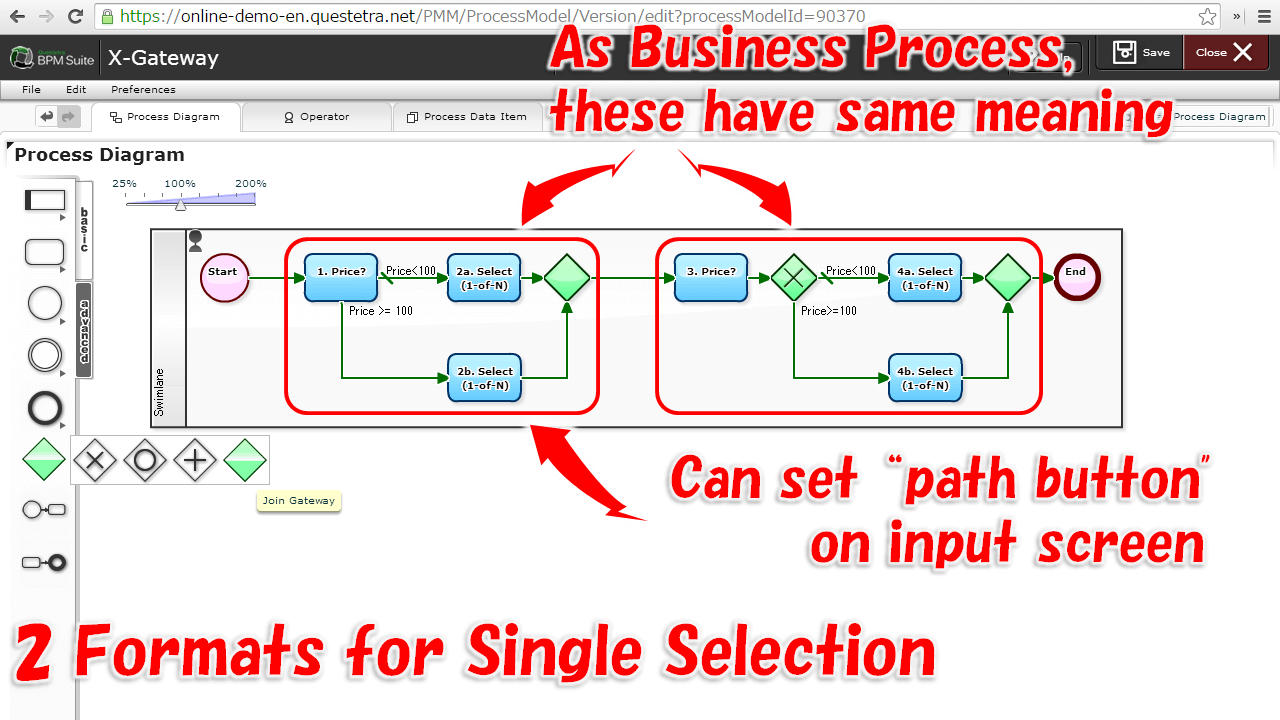 https://online-demo-en.questetra.net/PMM/ProcessModel/Version/edit?processModelId=90370
Questetra
BPM Suite
X-Gateway
Save
Close
As Business Process,
these have same meaning
File Edit Preferences
Process Diagram
Operator
Process Data Item
Process Diagram
Process Diagram
25% 100% 200%
basic
advanced
Swimlane
Start
1. Price?
Price<100
2a. Select
(1-of-N)
Price >= 100
2b. Select
(1-of-N)
3. Price?
Price<100
4a. Select
(1-of-N)
Price>=100
4b. Select
(1-of-N)
End
Join Gateway
Can set “path button”
on input screen
2 Formats for Single Selection